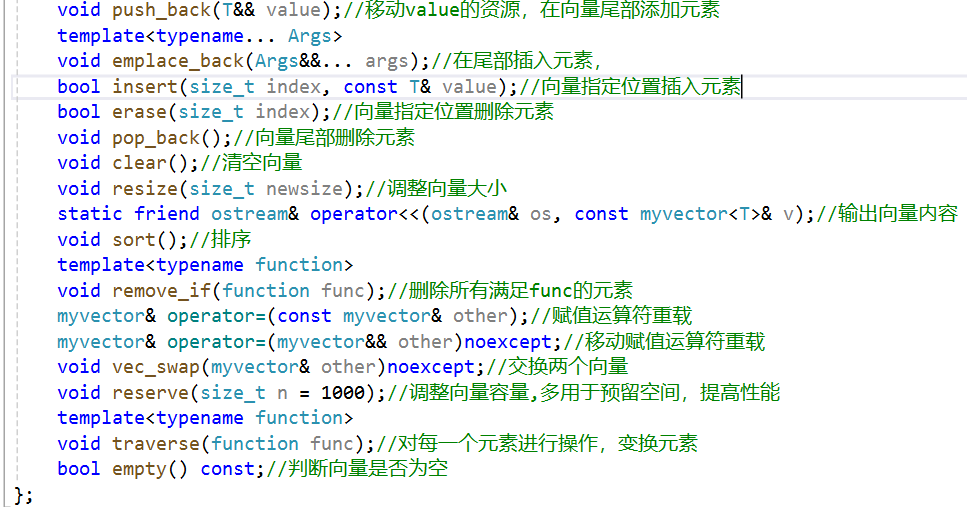 void push_back(T&& value);//移动value的资源，在向量尾部添加元素
template<typename... Args>
void emplace_back(Args&&... args);//在尾部插入元素，
bool insert(size_t index, const T& value);//向量指定位置插入元素
bool erase(size_t index);//向量指定位置删除元素
void pop_back();//向量尾部删除元素
void clear();//清空向量
void resize(size_t newsize);//调整向量大小
static friend ostream& operator<<(ostream& os, const myvector<T>& v);//输出向量内容
void sort();//排序
template<typename function>
void remove_if(function func);//删除所有满足func的元素
myvector& operator=(const myvector& other);//赋值运算符重载
myvector& operator=(myvector&& other)noexcept;//移动赋值运算符重载
void vec_swap(myvector& other)noexcept;//交换两个向量
void reserve(size_t n = 1000);//调整向量容量,多用于预留空间，提高性能
template<typename function>
void traverse(function func);//对每一个元素进行操作，变换元素
bool empty() const;//判断向量是否为空
};